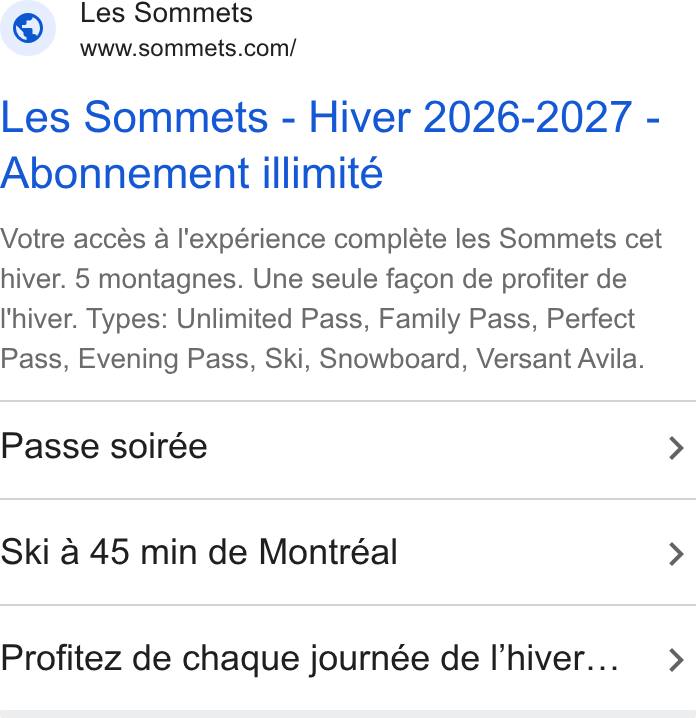 Les Sommets
www.sommets.com/
Les Sommets - Hiver 2026-2027 -
Abonnement illimité
Votre accès à l'expérience complète les Sommets cet
hiver. 5 montagnes. Une seule façon de profiter de
l'hiver. Types: Unlimited Pass, Family Pass, Perfect
Pass, Evening Pass, Ski, Snowboard, Versant Avila.
Passe soirée
Ski à 45 min de Montréal
Profitez de chaque journée de l’hiver…